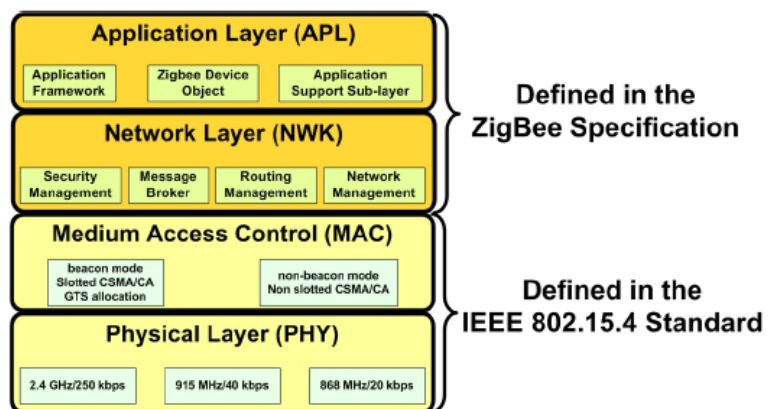 Application Layer (APL)
Application
Framework
Zigbee Device
Object
Application
Support Sub-layer
Network Layer (NWK)
Security
Management
Message
Broker
Routing
Management
Network
Management
Defined in the
ZigBee Specification
Medium Access Control (MAC)
beacon mode
Slotted CSMA/CA
GTS allocation
non-beacon mode
Non slotted CSMA/CA
Physical Layer (PHY)
2.4 GHz/250 kbps
915 MHz/40 kbps
868 MHz/20 kbps
Defined in the
IEEE 802.15.4 Standard